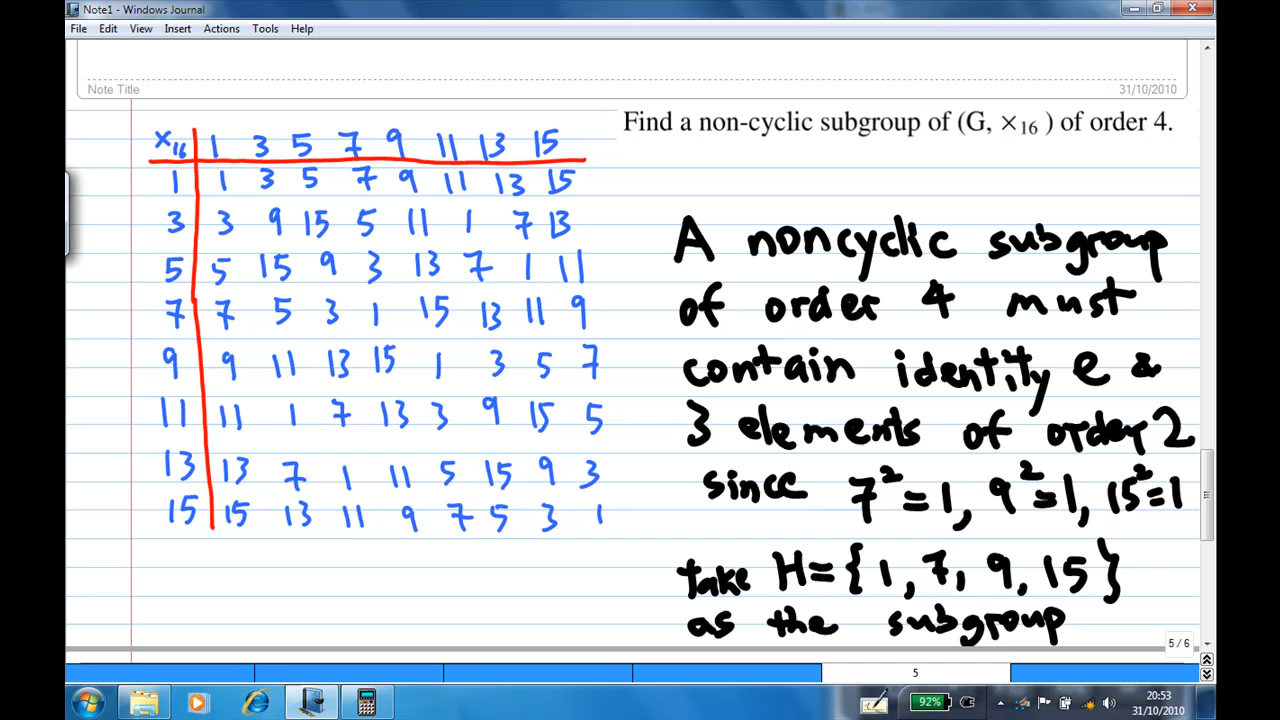 Note1 - Windows Journal
File Edit View Insert Actions Tools Help
Note Title
31/10/2010
Find a non-cyclic subgroup of (G, ×₁₆ ) of order 4.
×₁₆ 1 3 5 7 9 11 13 15
1 1 3 5 7 9 11 13 15
3 3 9 15 5 11 1 7 13
5 5 15 9 3 13 7 1 11
7 7 5 3 1 15 13 11 9
9 9 11 13 15 1 3 5 7
11 11 1 7 13 3 9 15 5
13 13 7 1 11 5 15 9 3
15 15 13 11 9 7 5 3 1
A noncyclic subgroup
of order 4 must
contain identity e &
3 elements of order 2
since 7² = 1, 9² = 1, 15² = 1
take H = {1, 7, 9, 15}
as the subgroup
5 / 6
5
92%
20:53
31/10/2010